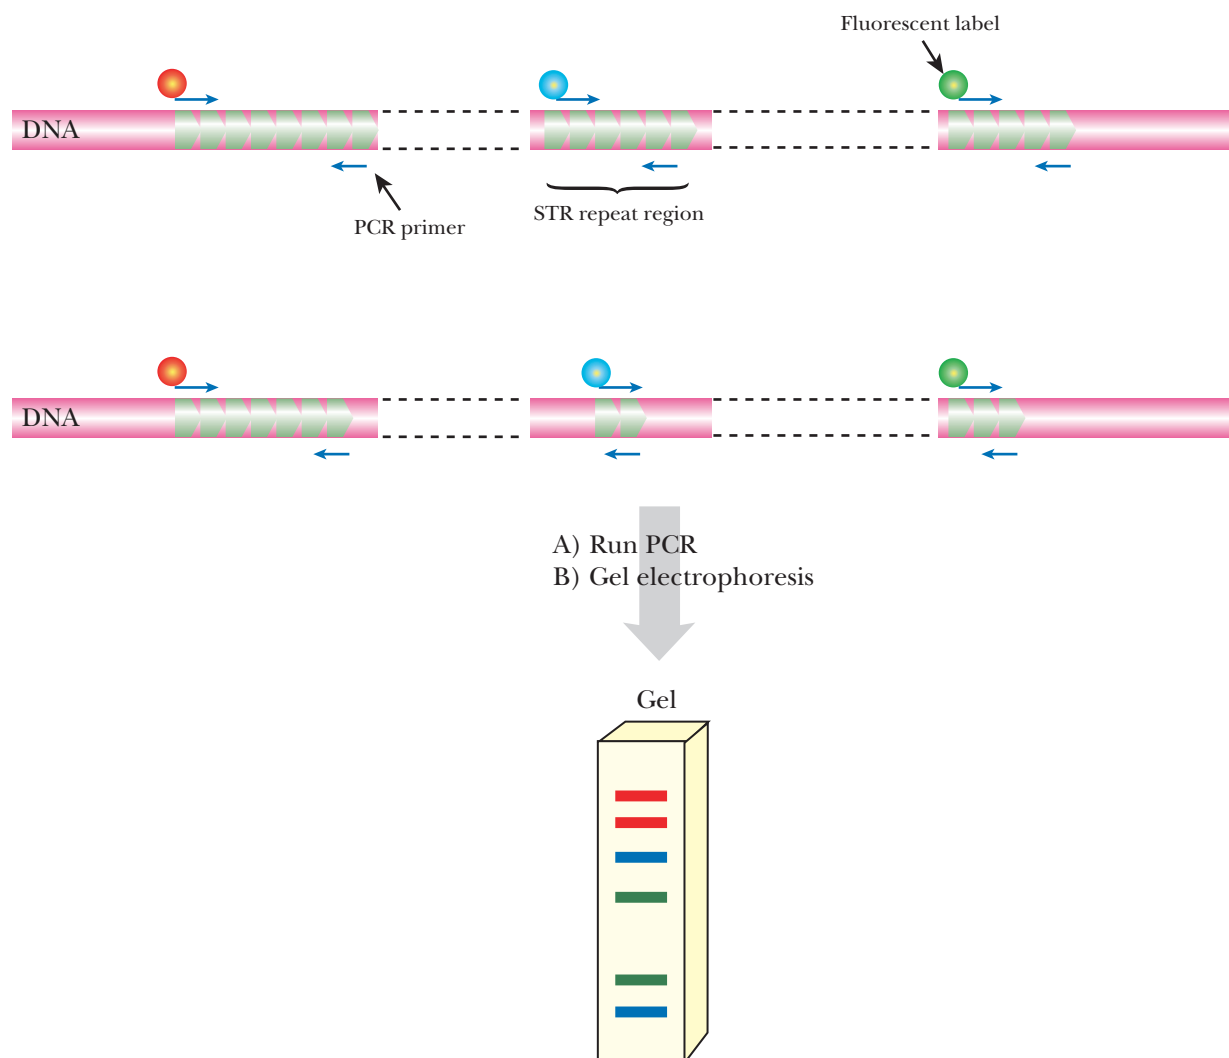 Fluorescent label
DNA
PCR primer
STR repeat region
DNA
A) Run PCR
B) Gel electrophoresis
Gel